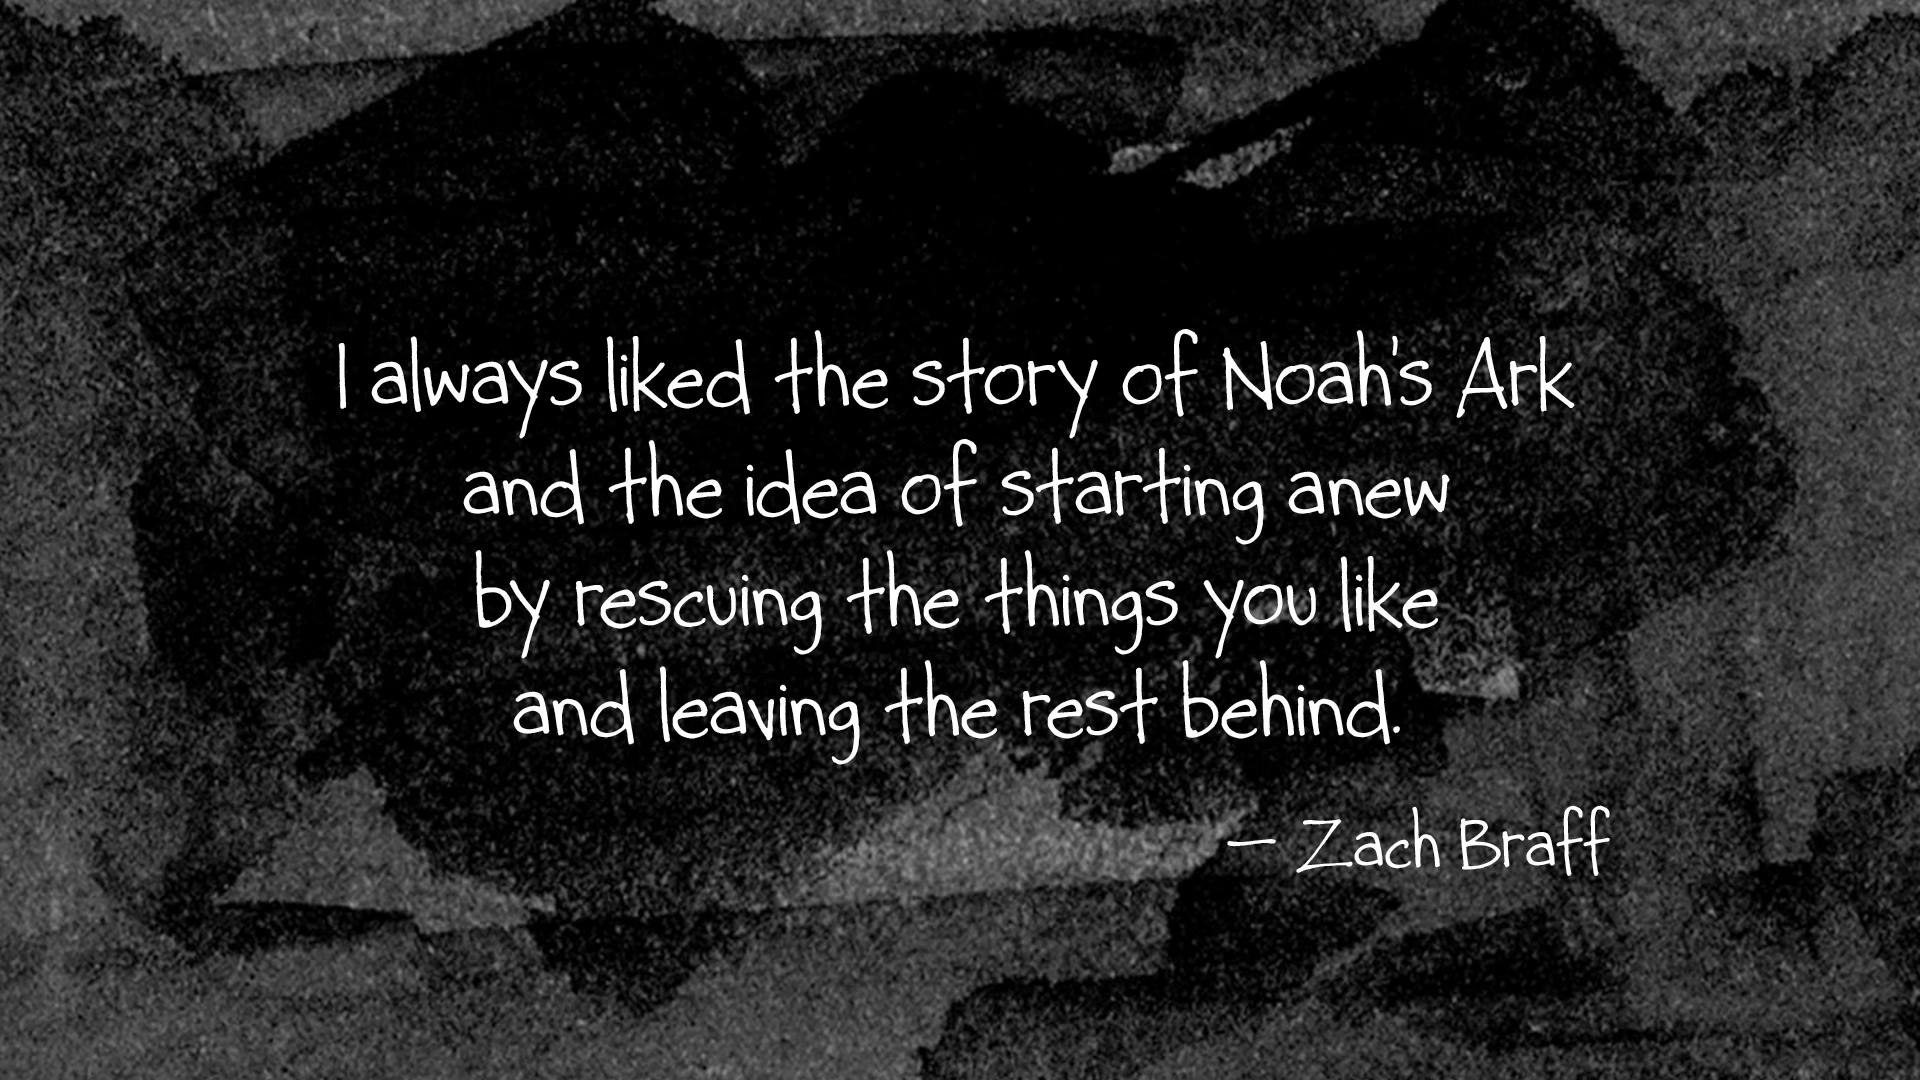 I always liked the story of Noah's Ark
and the idea of starting anew
by rescuing the things you like
and leaving the rest behind.
— Zach Braff